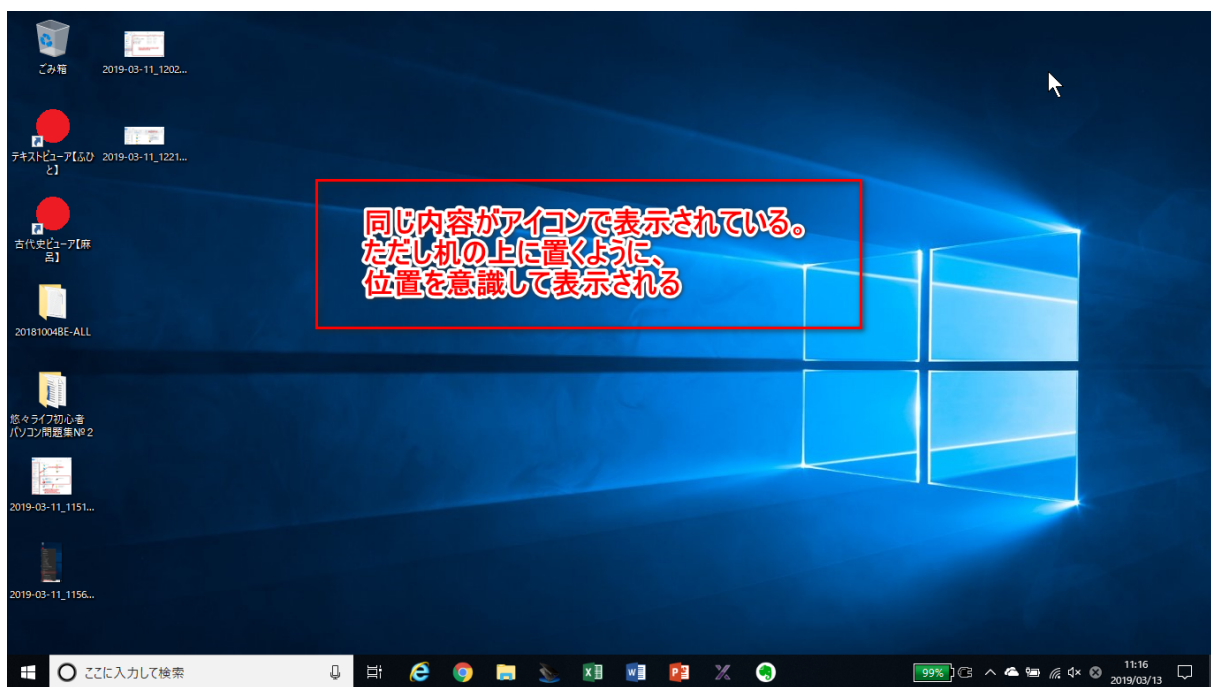 ごみ箱
2019-03-11_1202...
テキストビューア【ふひ
と】
2019-03-11_1221...
古代史ビューア【麻
呂】
20181004BE-ALL
悠々ライフ初心者
パソコン問題集№2
2019-03-11_1151...
2019-03-11_1156...
同じ内容がアイコンで表示されている。
ただし机の上に置くように、
位置を意識して表示される
ここに入力して検索
99%
11:16
2019/03/13